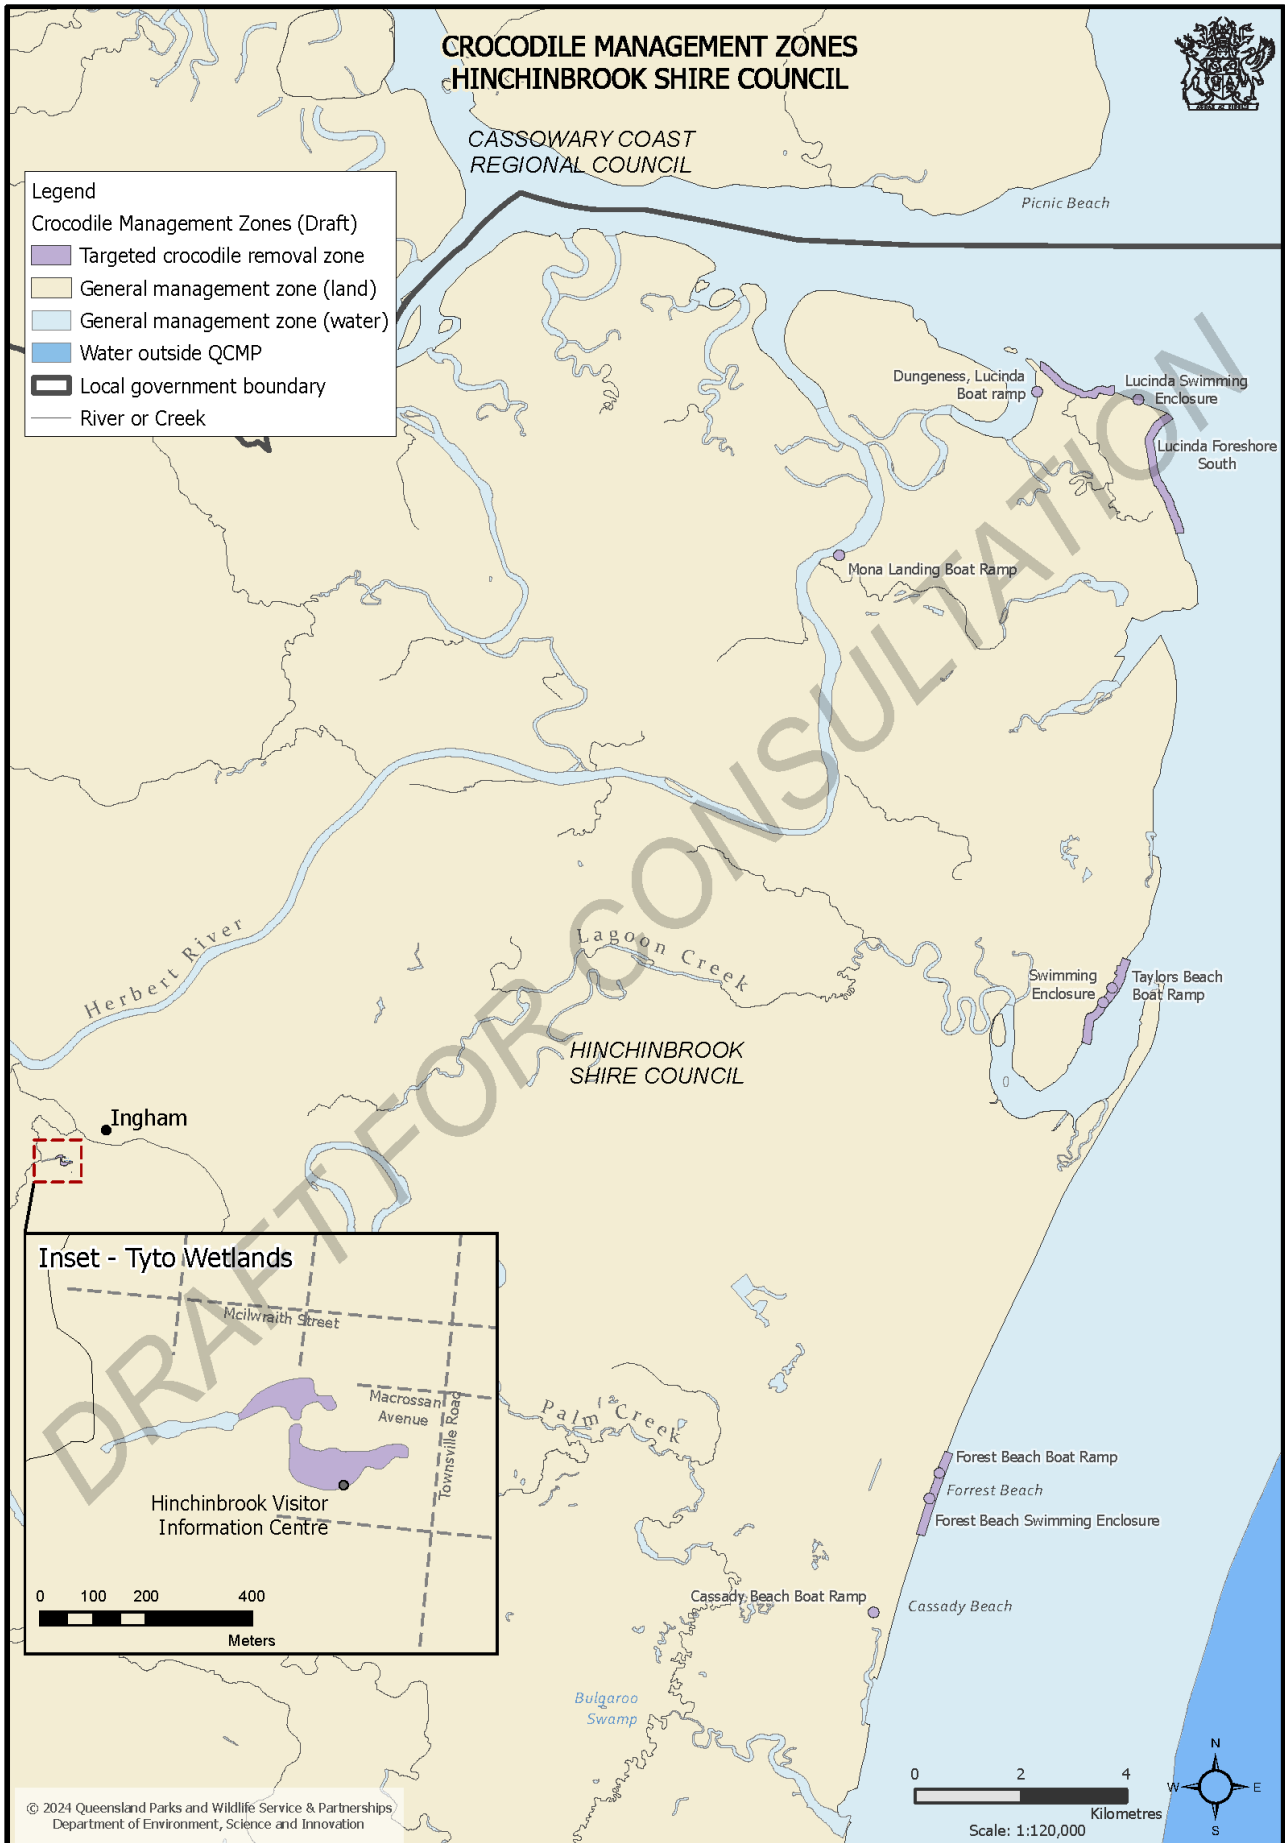 CROCODILE MANAGEMENT ZONES
HINCHINBROOK SHIRE COUNCIL
CASSOWARY COAST
REGIONAL COUNCIL
Picnic Beach
Legend
Crocodile Management Zones (Draft)
Targeted crocodile removal zone
General management zone (land)
General management zone (water)
Water outside QCMP
Local government boundary
River or Creek
Dungeness, Lucinda
Boat ramp
Lucinda Swimming
Enclosure
Lucinda Foreshore
South
Mona Landing Boat Ramp
DRAFT FOR CONSULTATION
Herbert River
Lagoon Creek
Swimming
Enclosure
Taylors Beach
Boat Ramp
HINCHINBROOK
SHIRE COUNCIL
Ingham
Inset - Tyto Wetlands
Mcilwraith Street
Macrossan
Avenue
Townsville Road
Hinchinbrook Visitor
Information Centre
0 100 200 400
Meters
Palm Creek
Forest Beach Boat Ramp
Forrest Beach
Forest Beach Swimming Enclosure
Cassady Beach Boat Ramp
Cassady Beach
Bulgaroo
Swamp
N
W E
S
0 2 4
Kilometres
Scale: 1:120,000
© 2024 Queensland Parks and Wildlife Service & Partnerships
Department of Environment, Science and Innovation